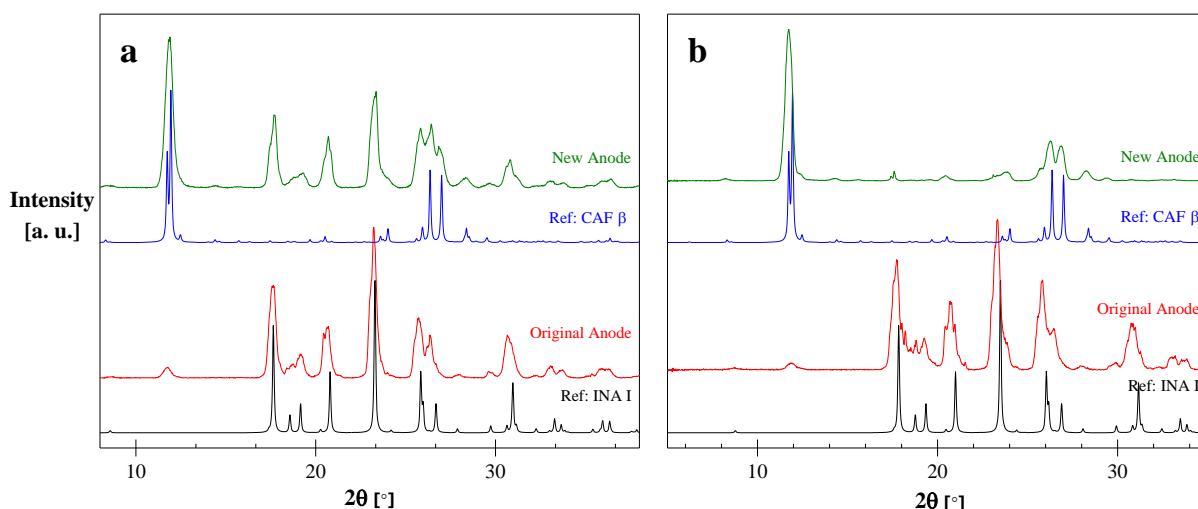 a
New Anode
Ref: CAF β
Original Anode
Ref: INA I
Intensity
[a. u.]
10
20
30
2θ [°]
b
New Anode
Ref: CAF β
Original Anode
Ref: INA I
10
20
30
2θ [°]